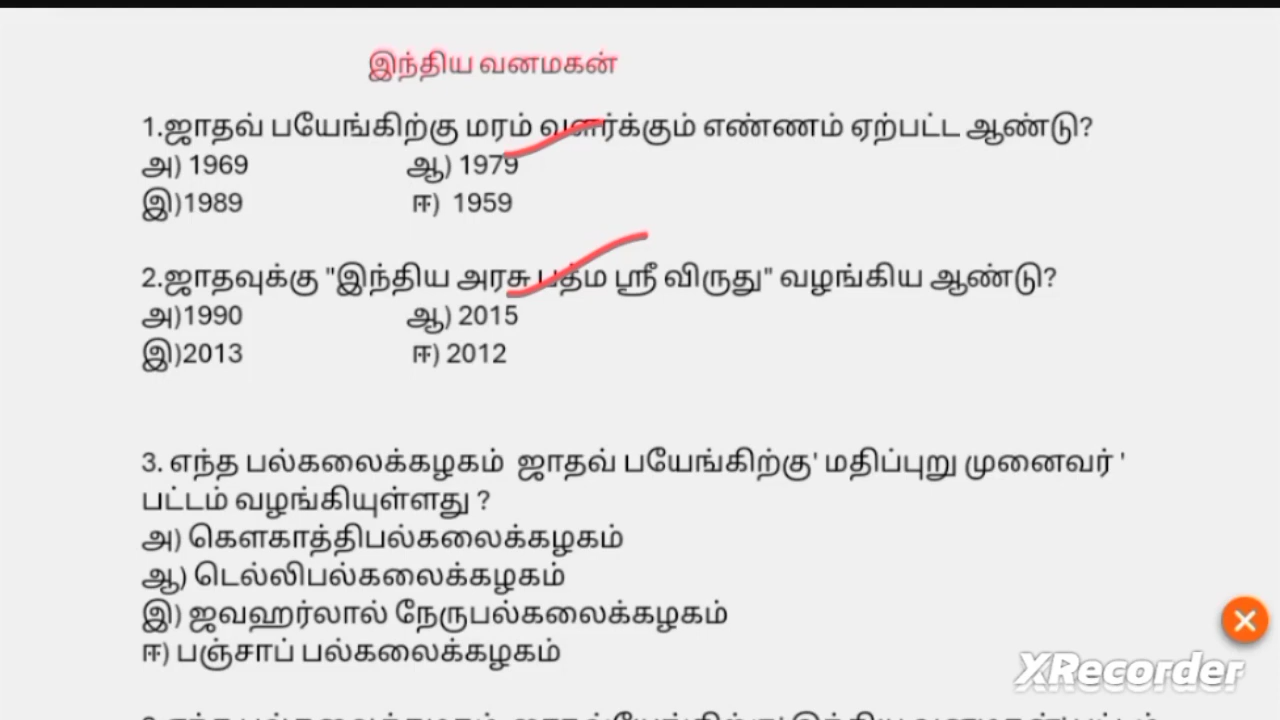 இந்திய வனமகன்
1.ஜாதவ் பயேங்கிற்கு மரம் வளர்க்கும் எண்ணம் ஏற்பட்ட ஆண்டு?
அ) 1969 ஆ) 1979
இ)1989 ஈ) 1959
2.ஜாதவுக்கு "இந்திய அரசு பத்ம ஸ்ரீ விருது" வழங்கிய ஆண்டு?
அ)1990 ஆ) 2015
இ)2013 ஈ) 2012
3. எந்த பல்கலைக்கழகம் ஜாதவ் பயேங்கிற்கு' மதிப்புறு முனைவர் '
பட்டம் வழங்கியுள்ளது ?
அ) கௌகாத்திபல்கலைக்கழகம்
ஆ) டெல்லிபல்கலைக்கழகம்
இ) ஜவஹர்லால் நேருபல்கலைக்கழகம்
ஈ) பஞ்சாப் பல்கலைக்கழகம்
XRecorder